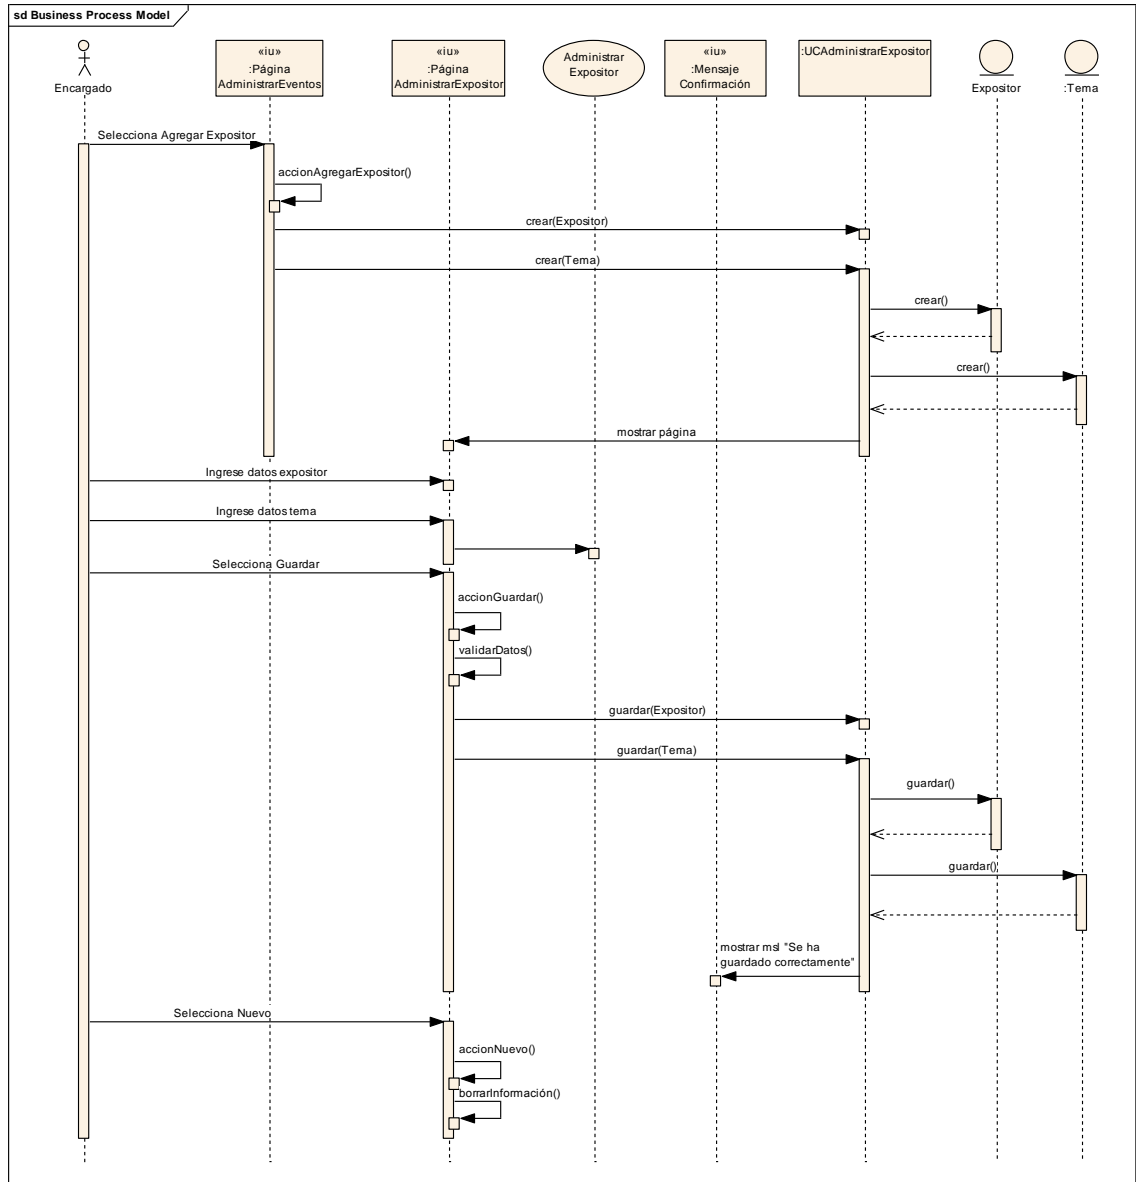 sd Business Process Model
Encargado
«iu»
:Página
AdministrarEventos
«iu»
:Página
AdministrarExpositor
Administrar
Expositor
«iu»
:Mensaje
Confirmación
:UCAdministrarExpositor
Expositor
:Tema
Selecciona Agregar Expositor
accionAgregarExpositor()
crear(Expositor)
crear(Tema)
crear()
crear()
mostrar página
Ingrese datos expositor
Ingrese datos tema
Selecciona Guardar
accionGuardar()
validarDatos()
guardar(Expositor)
guardar(Tema)
guardar()
guardar()
mostrar msl "Se ha
guardado correctamente"
Selecciona Nuevo
accionNuevo()
borrarInformación()